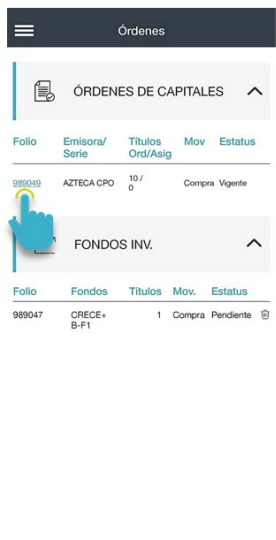 Órdenes
ÓRDENES DE CAPITALES
Folio Emisora/ Títulos Mov Estatus
Serie Ord/Asig
989049 AZTECA CPO 10 / Compra Vigente
0
FONDOS INV.
Folio Fondos Títulos Mov. Estatus
989047 CRECE+ 1 Compra Pendiente
B-F1